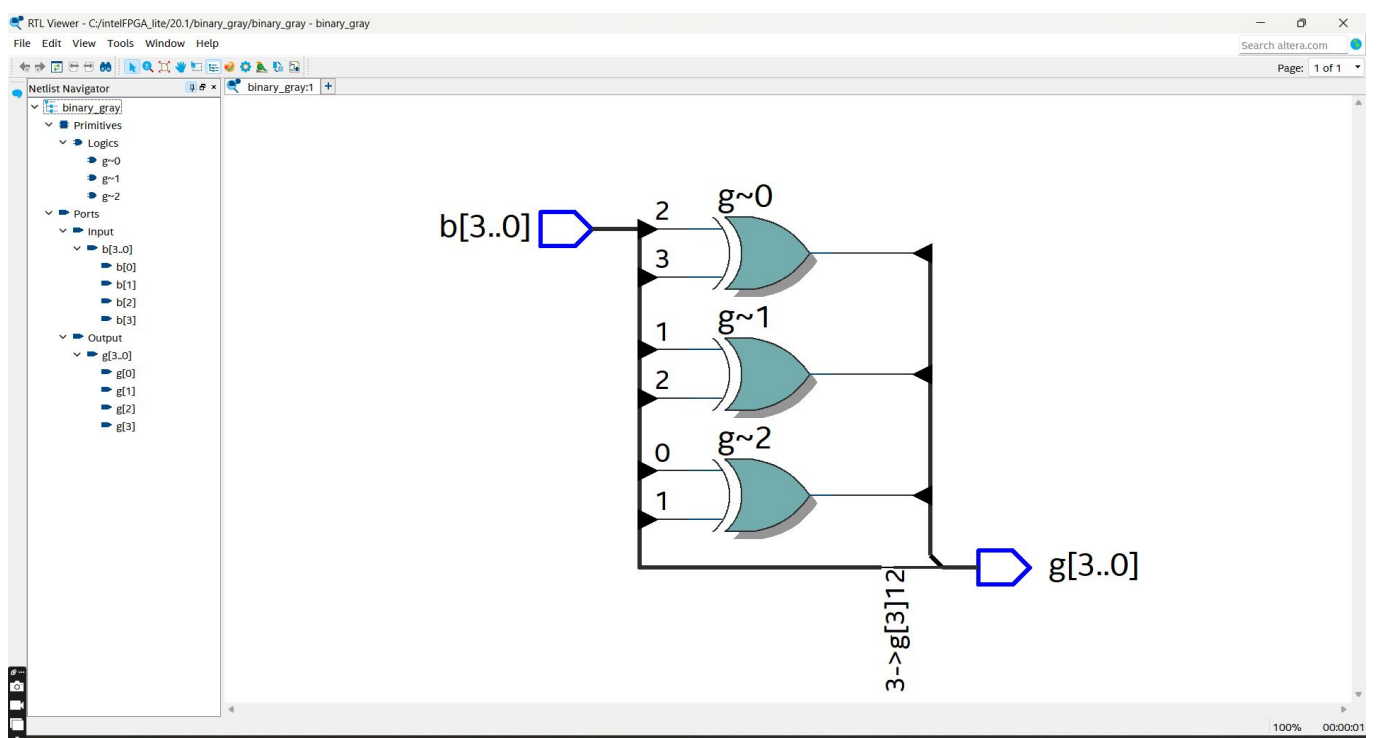 RTL Viewer - C:/intelFPGA_lite/20.1/binary_gray/binary_gray - binary_gray
File Edit View Tools Window Help
Search altera.com
Page: 1 of 1
Netlist Navigator
binary_gray:1
binary_gray
Primitives
Logics
g~0
g~1
g~2
Ports
Input
b[3..0]
b[0]
b[1]
b[2]
b[3]
Output
g[3..0]
g[0]
g[1]
g[2]
g[3]
g~0
b[3..0]
2
3
g~1
1
2
g~2
0
1
g[3..0]
3->g[3]12
100% 00:00:01